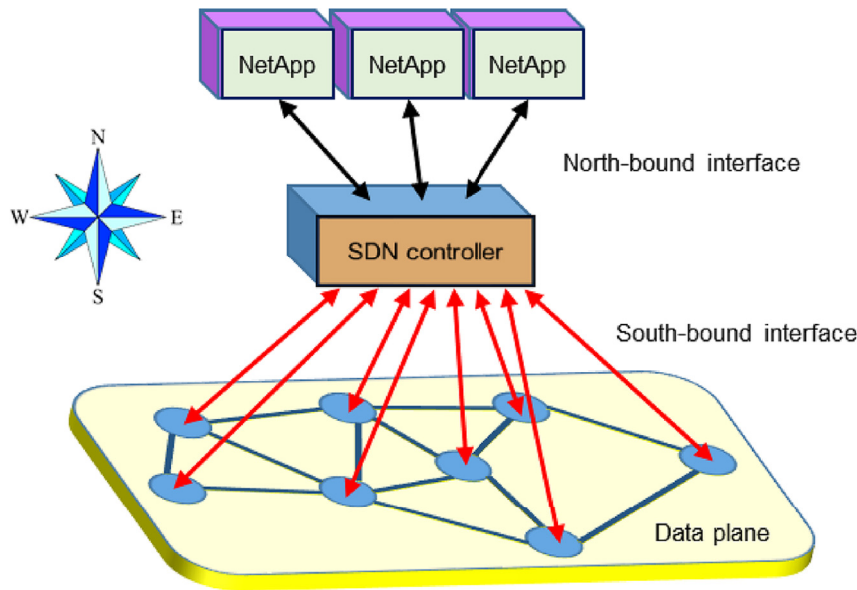 NetApp
NetApp
NetApp
North-bound interface
N
W
E
S
SDN controller
South-bound interface
Data plane